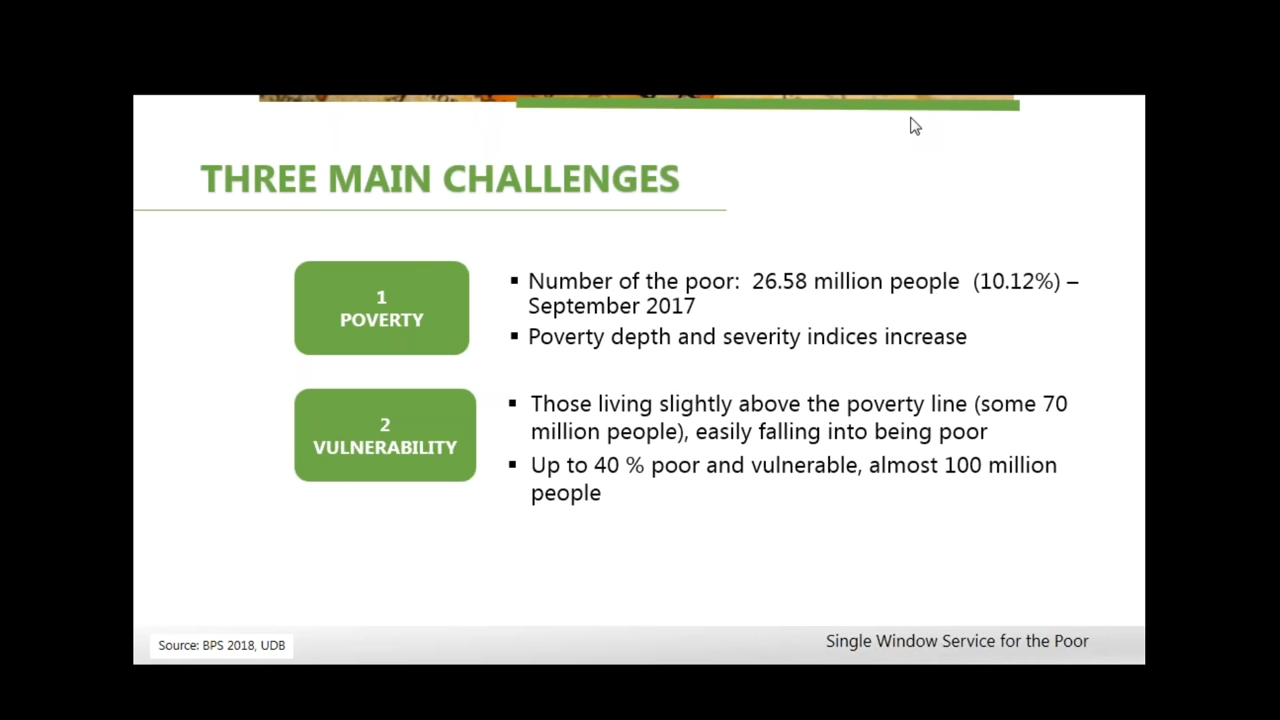 THREE MAIN CHALLENGES
1
POVERTY
▪ Number of the poor:  26.58 million people  (10.12%) –
September 2017
▪ Poverty depth and severity indices increase
2
VULNERABILITY
▪ Those living slightly above the poverty line (some 70
million people), easily falling into being poor
▪ Up to 40 % poor and vulnerable, almost 100 million
people
Source: BPS 2018, UDB
Single Window Service for the Poor